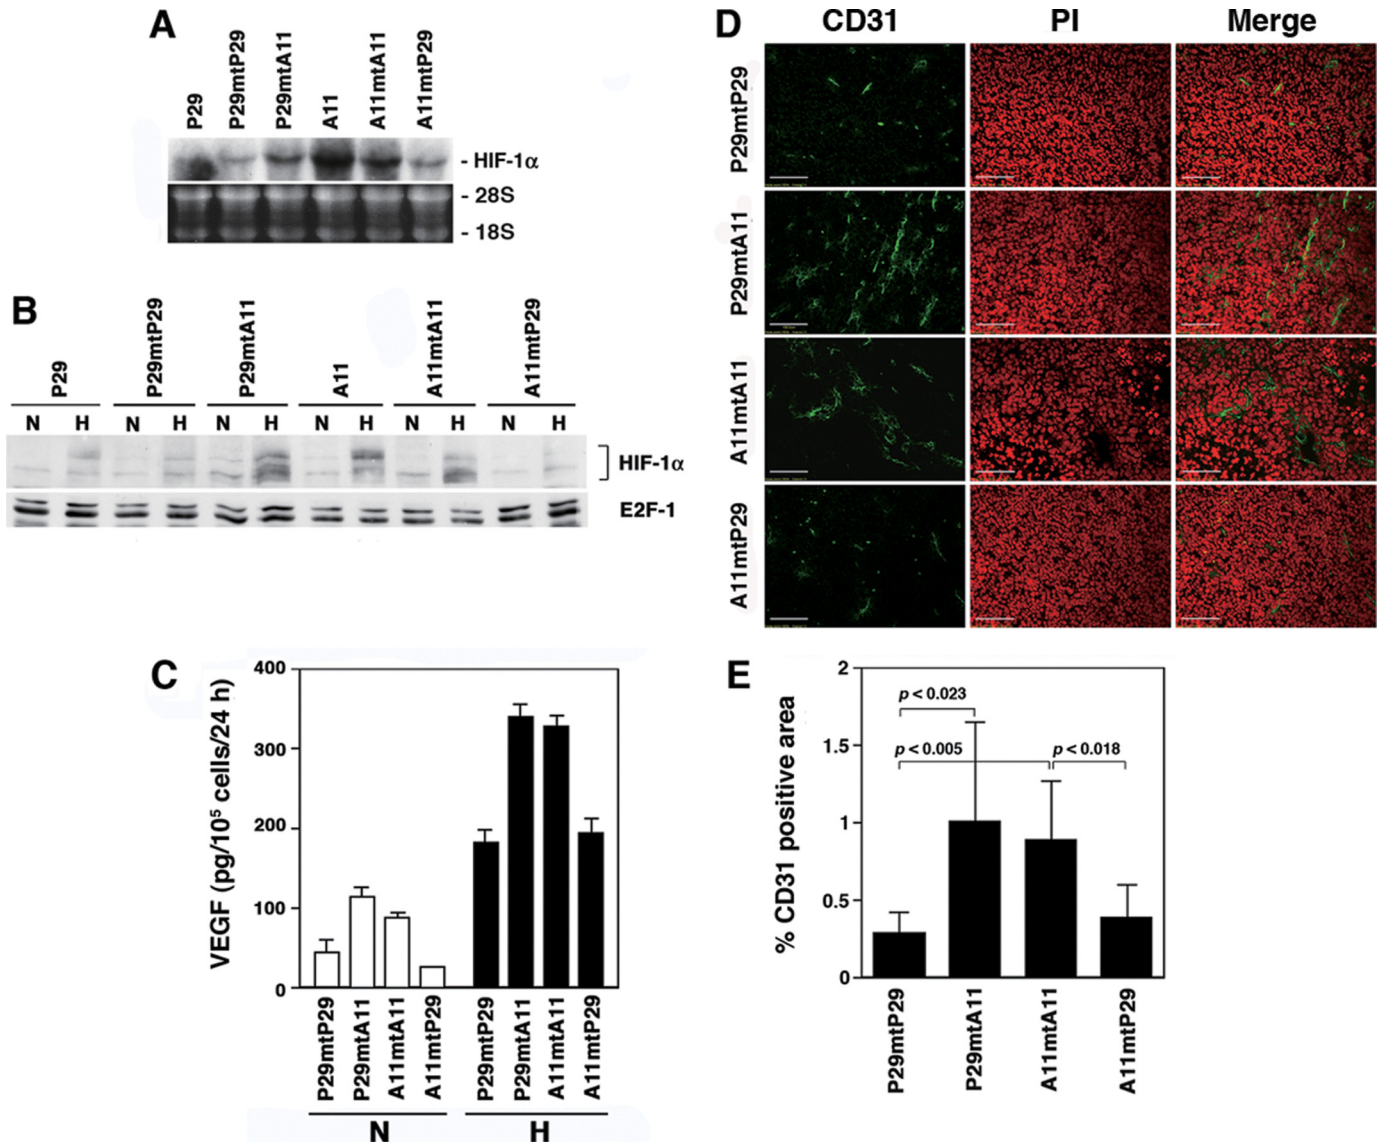 A
P29
P29mtP29
P29mtA11
A11
A11mtA11
A11mtP29
- HIF-1α
- 28S
- 18S
B
P29
P29mtP29
P29mtA11
A11
A11mtA11
A11mtP29
N H N H N H N H N H N H
HIF-1α
E2F-1
C
VEGF (pg/10⁵ cells/24 h)
400
300
200
100
0
P29mtP29
P29mtA11
A11mtA11
A11mtP29
P29mtP29
P29mtA11
A11mtA11
A11mtP29
N H
D
CD31 PI Merge
P29mtP29
P29mtA11
A11mtA11
A11mtP29
E
% CD31 positive area
2
1.5
1
0.5
0
p < 0.023
p < 0.005
p < 0.018
P29mtP29
P29mtA11
A11mtA11
A11mtP29